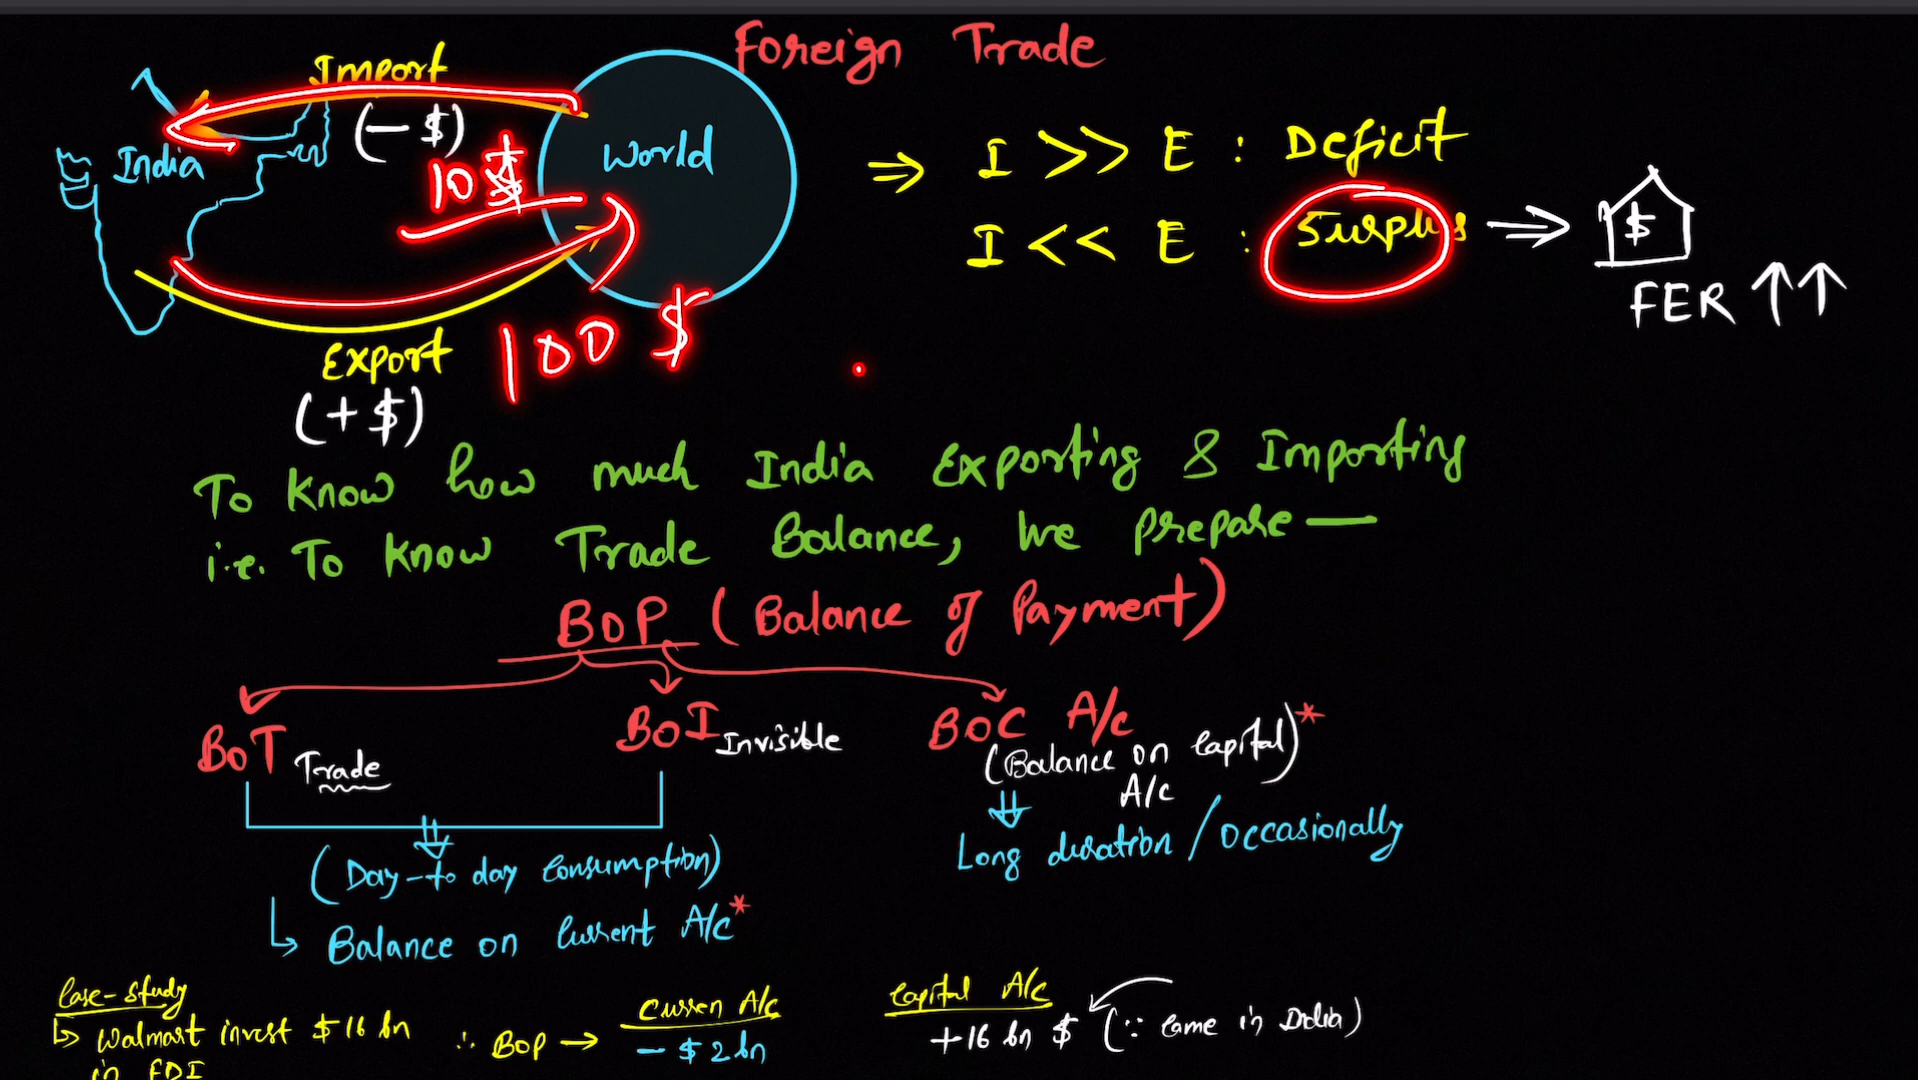 Foreign Trade
Import
(-$)
India
10 $
World
Export
(+$)
100 $
⇒ I >> E : Deficit
I << E : Surplus ⇒ $
FER ↑↑
To know how much India Exporting & Importing
i.e. To know Trade Balance, We prepare —
BOP (Balance of Payment)
BOT Trade
BOI Invisible
BOC A/c
(Balance on Capital)*
A/c
(Day-to day Consumption)
Long duration / Occasionally
↳ Balance on Current A/c*
Case-Study
↳ Walmart invest $ 16 bn
in FDI
∴ BOP →
Curren A/c
- $ 2 bn
Capital A/c
+16 bn $ (∵ Came in India)